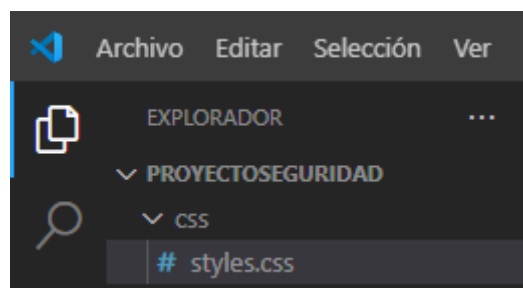 Archivo Editar Selección Ver
EXPLORADOR ...
PROYECTOSEGURIDAD
css
# styles.css